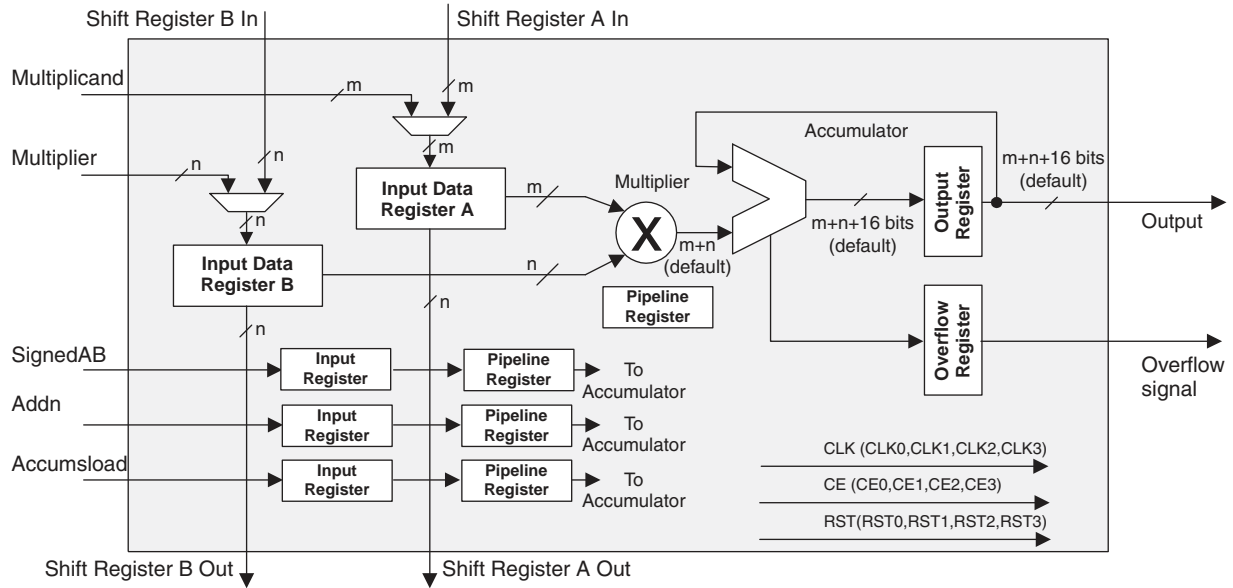 Shift Register B In
Shift Register A In
Multiplicand
m
m
Multiplier
n
n
m
n
Input Data
Register A
m
Multiplier
X
Accumulator
m+n
(default)
m+n+16 bits
(default)
Output
Register
m+n+16 bits
(default)
Output
Input Data
Register B
n
n
n
Pipeline
Register
Overflow
Register
Overflow
signal
SignedAB
Input
Register
Pipeline
Register
To
Accumulator
Addn
Input
Register
Pipeline
Register
To
Accumulator
Accumsload
Input
Register
Pipeline
Register
To
Accumulator
CLK (CLK0,CLK1,CLK2,CLK3)
CE (CE0,CE1,CE2,CE3)
RST(RST0,RST1,RST2,RST3)
Shift Register B Out
Shift Register A Out